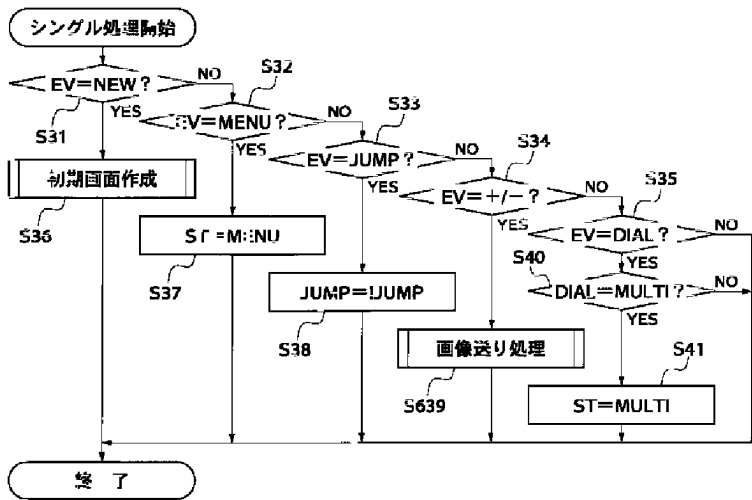 シングル処理開始
EV=NEW?
NO
S32
YES
S31
EV=MENU?
NO
S33
YES
EV=JUMP?
NO
S34
YES
EV=+/-?
NO
S35
YES
EV=DIAL?
NO
YES
初期画面作成
S36
ST=MENU
S37
S40
DIAL=MULTI?
NO
YES
JUMP=!JUMP
S38
画像送り処理
S639
S41
ST=MULTI
終 了